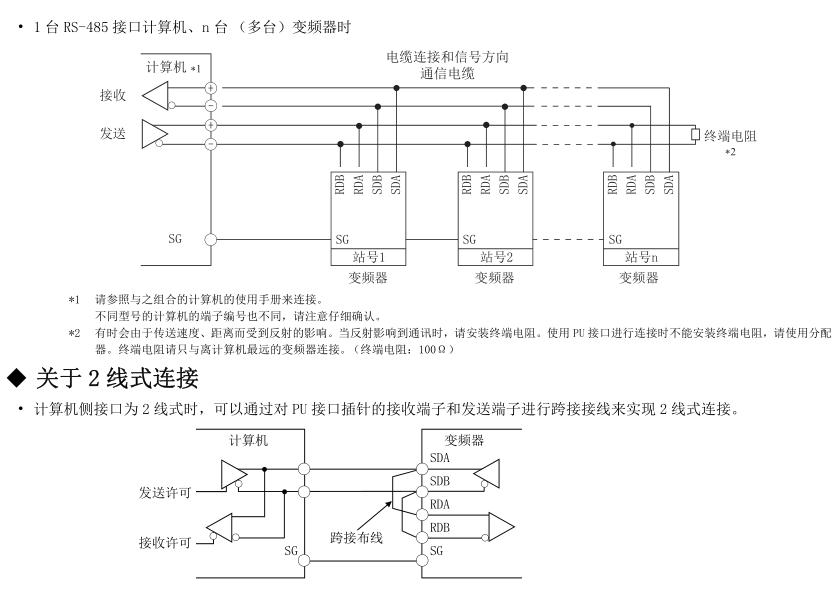 • 1 台 RS-485 接口计算机、n 台 （多台）变频器时
电缆连接和信号方向
通信电缆
计算机 *1
接收
发送
+
−
+
−
终端电阻
*2
RDB RDA SDB SDA
RDB RDA SDB SDA
RDB RDA SDB SDA
SG SG SG SG
站号1 站号2 站号n
变频器 变频器 变频器
*1 请参照与之组合的计算机的使用手册来连接。
不同型号的计算机的端子编号也不同，请注意仔细确认。
*2 有时会由于传送速度、距离而受到反射的影响。当反射影响到通讯时，请安装终端电阻。使用 PU 接口进行连接时不能安装终端电阻，请使用分配
器。终端电阻请只与离计算机最远的变频器连接。（终端电阻：100Ω）
◆ 关于 2 线式连接
• 计算机侧接口为 2 线式时，可以通过对 PU 接口插针的接收端子和发送端子进行跨接接线来实现 2 线式连接。
计算机 变频器
SDA
SDB
发送许可
RDA
RDB
跨接布线
接收许可
SG SG